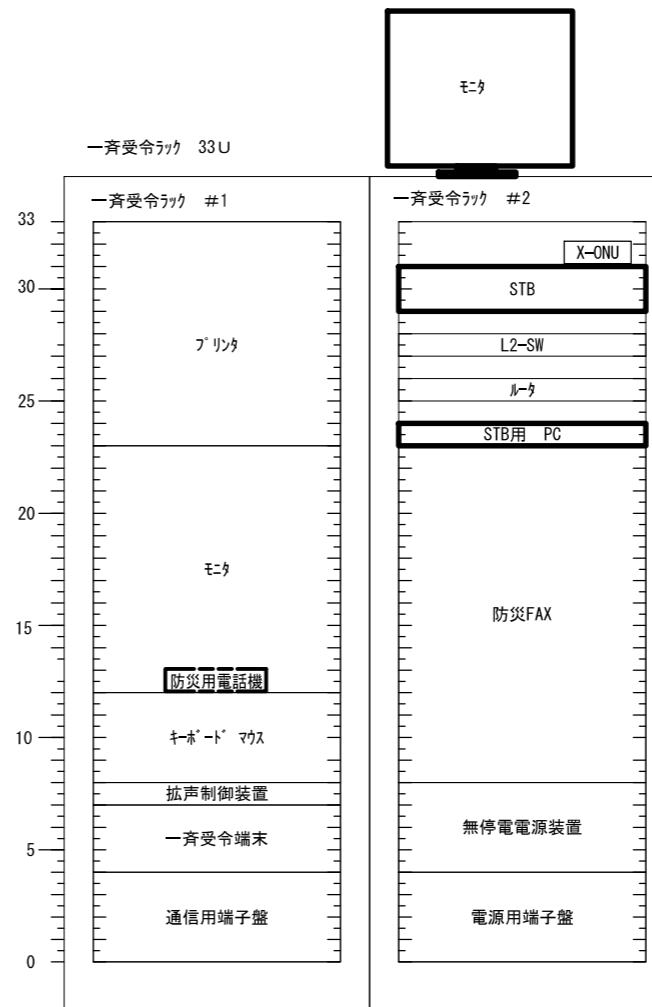 モニタ
一斉受令ﾗｯｸ 33U
一斉受令ﾗｯｸ #1
一斉受令ﾗｯｸ #2
33
X-ONU
30
STB
ﾌﾟﾘﾝﾀ
L2-SW
ﾙｰﾀ
25
STB用 PC
20
ﾓﾆﾀ
防災FAX
15
防災用電話機
10
ｷｰﾎﾞｰﾄﾞ ﾏｳｽ
拡声制御装置
一斉受令端末
無停電電源装置
5
通信用端子盤
電源用端子盤
0